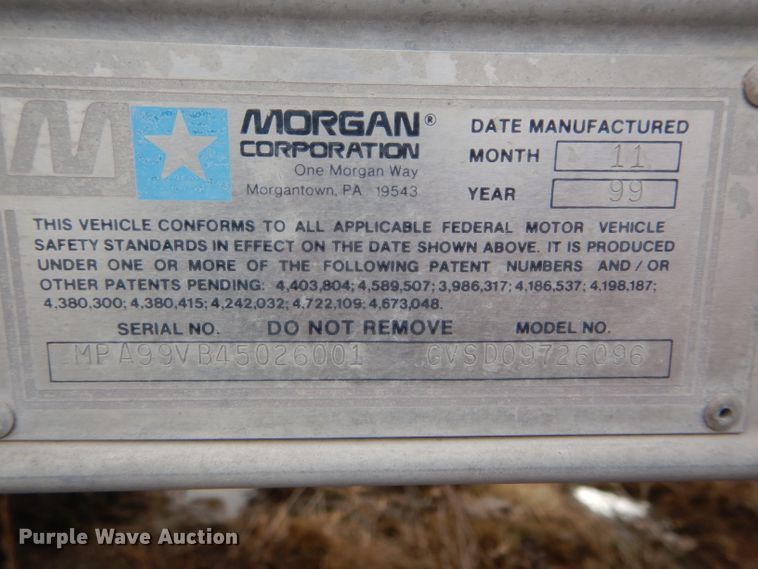 MORGAN®
CORPORATION
One Morgan Way
Morgantown, PA 19543
DATE MANUFACTURED
MONTH 11
YEAR 99
THIS VEHICLE CONFORMS TO ALL APPLICABLE FEDERAL MOTOR VEHICLE
SAFETY STANDARDS IN EFFECT ON THE DATE SHOWN ABOVE. IT IS PRODUCED
UNDER ONE OR MORE OF THE FOLLOWING PATENT NUMBERS AND/OR
OTHER PATENTS PENDING: 4,403,804; 4,589,507; 3,986,317; 4,186,537; 4,198,187;
4,380,300; 4,380,415; 4,242,032; 4,722,109; 4,673,048.
SERIAL NO. DO NOT REMOVE MODEL NO.
MPA99VB45026001 GVSD09726096
Purple Wave Auction